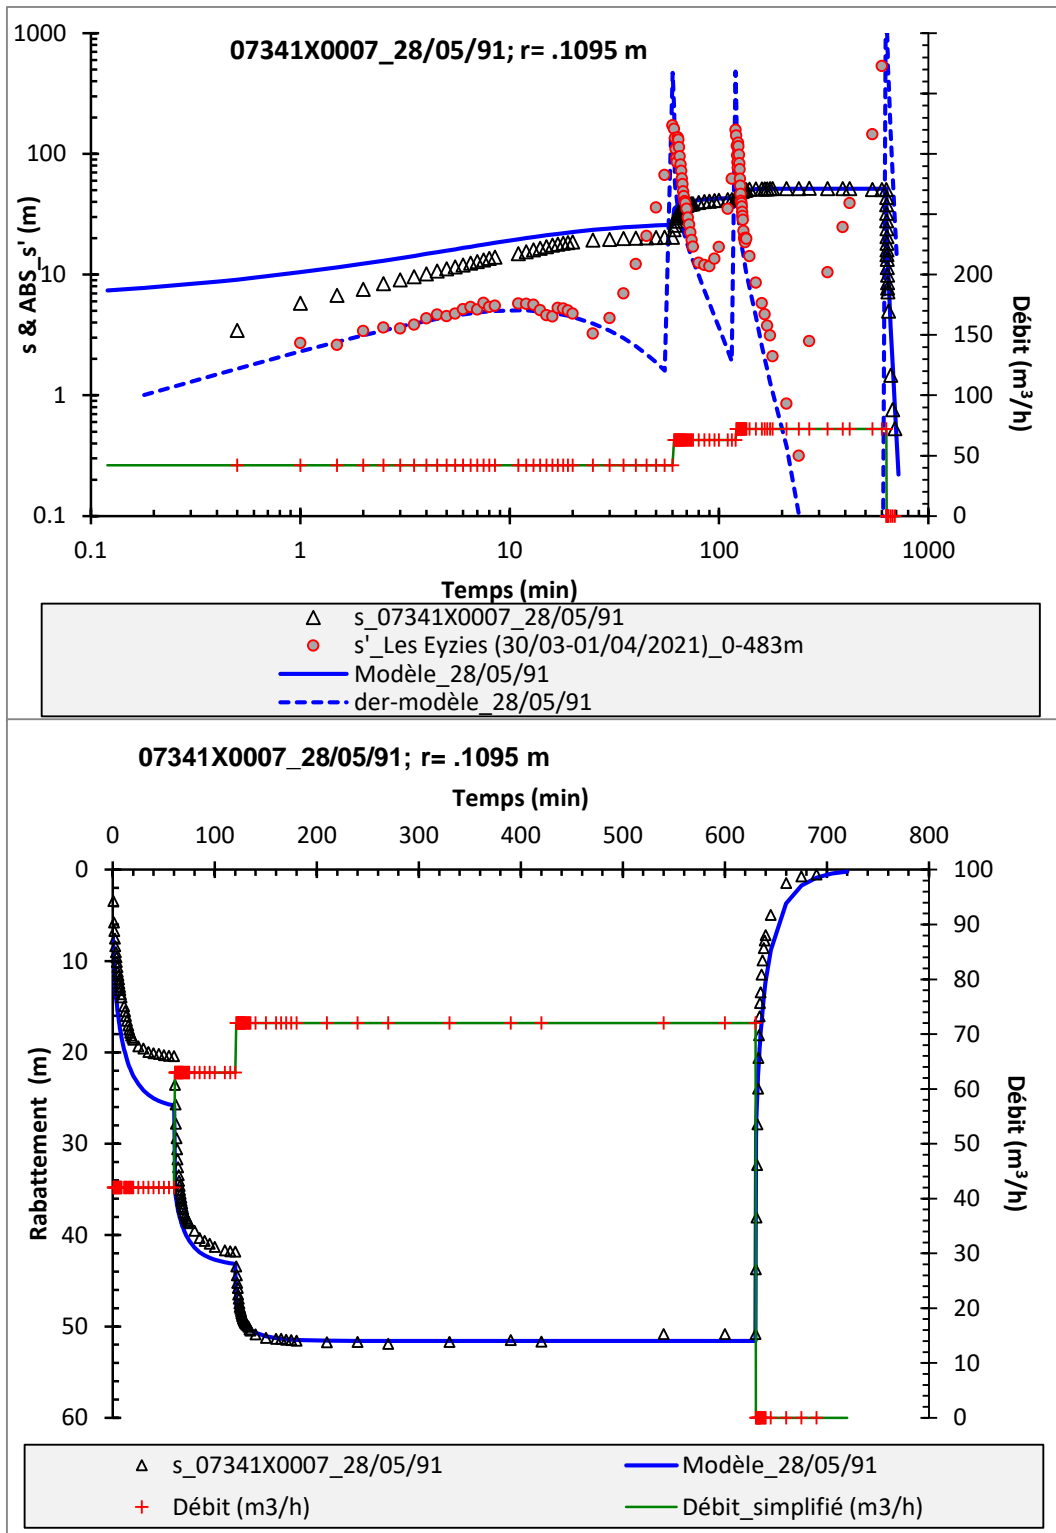 07341X0007_28/05/91; r= .1095 m
s & ABS_s' (m)
1000
100
10
1
0.1
0.1
1
10
100
1000
Temps (min)
200
150
100
50
0
Débit (m³/h)
s_07341X0007_28/05/91
s'_Les Eyzies (30/03-01/04/2021)_0-483m
Modèle_28/05/91
der-modèle_28/05/91
07341X0007_28/05/91; r= .1095 m
Temps (min)
0 100 200 300 400 500 600 700 800
Rabattement (m)
0
10
20
30
40
50
60
100
90
80
70
60
50
40
30
20
10
0
Débit (m³/h)
s_07341X0007_28/05/91
Modèle_28/05/91
Débit (m3/h)
Débit_simplifié (m3/h)